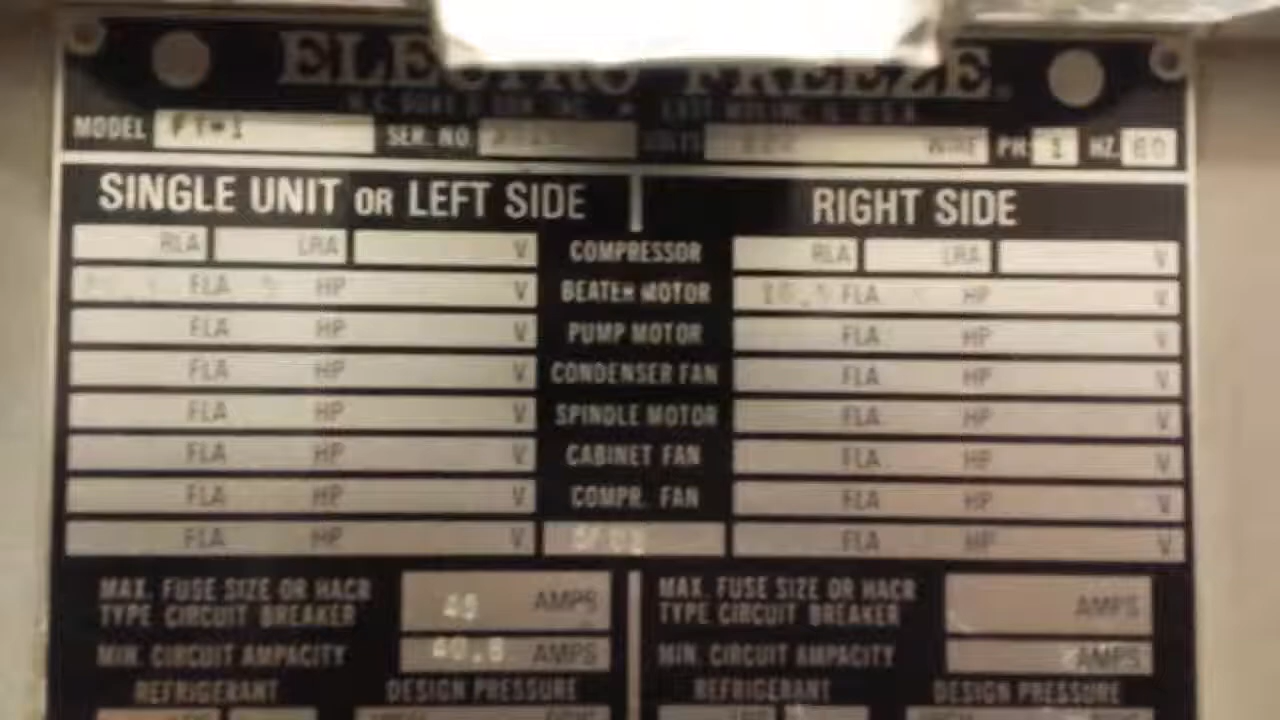 ELECTRO FREEZE.
MODEL FT-1 SER. NO VOLTS WIRE PH. 1 HZ. 60
SINGLE UNIT OR LEFT SIDE RIGHT SIDE
RLA LRA V COMPRESSOR RLA LRA V
FLA HP V BEATER MOTOR FLA HP V
FLA HP V PUMP MOTOR FLA HP V
FLA HP V CONDENSER FAN FLA HP V
FLA HP V SPINDLE MOTOR FLA HP V
FLA HP V CABINET FAN FLA HP V
FLA HP V COMPR. FAN FLA HP V
FLA HP V FLA HP V
MAX. FUSE SIZE OR HACR
TYPE CIRCUIT BREAKER
AMPS
MAX. FUSE SIZE OR HACR
TYPE CIRCUIT BREAKER
AMPS
MIN. CIRCUIT AMPACITY AMPS MIN. CIRCUIT AMPACITY AMPS
REFRIGERANT DESIGN PRESSURE REFRIGERANT DESIGN PRESSURE